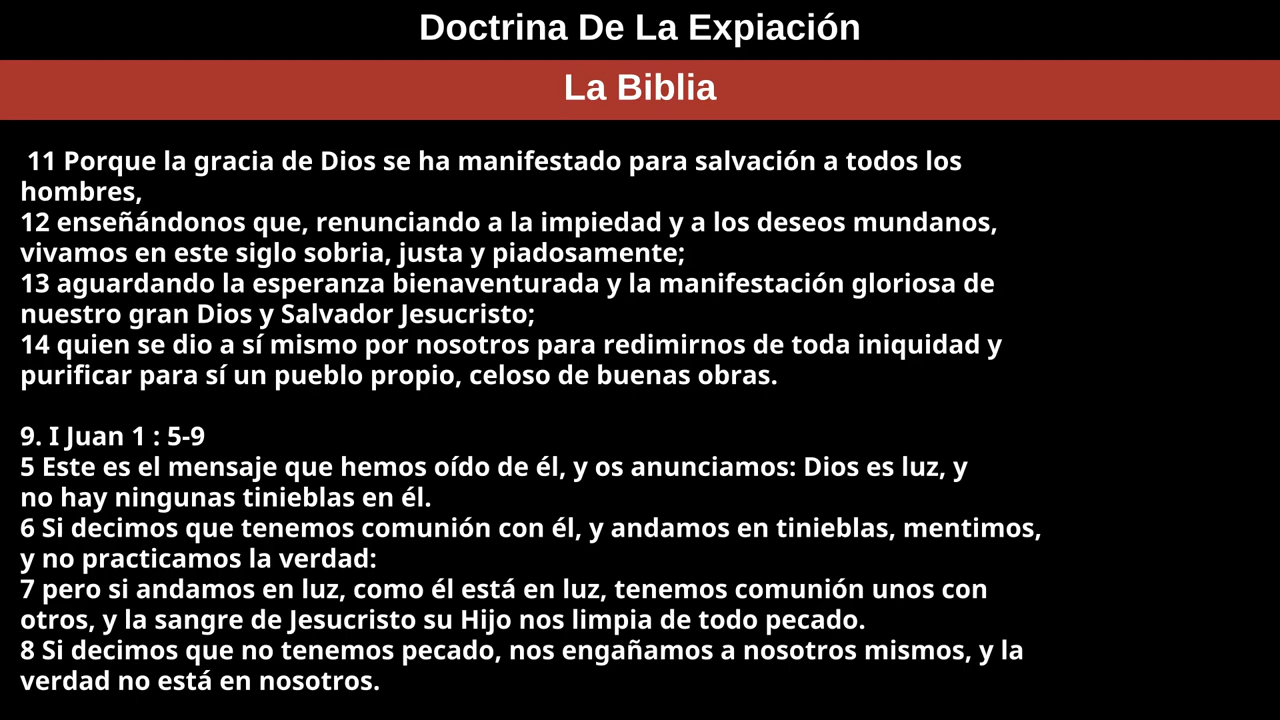 Doctrina De La Expiación
La Biblia
11 Porque la gracia de Dios se ha manifestado para salvación a todos los
hombres,
12 enseñándonos que, renunciando a la impiedad y a los deseos mundanos,
vivamos en este siglo sobria, justa y piadosamente;
13 aguardando la esperanza bienaventurada y la manifestación gloriosa de
nuestro gran Dios y Salvador Jesucristo;
14 quien se dio a sí mismo por nosotros para redimirnos de toda iniquidad y
purificar para sí un pueblo propio, celoso de buenas obras.
9. I Juan 1 : 5-9
5 Este es el mensaje que hemos oído de él, y os anunciamos: Dios es luz, y
no hay ningunas tinieblas en él.
6 Si decimos que tenemos comunión con él, y andamos en tinieblas, mentimos,
y no practicamos la verdad:
7 pero si andamos en luz, como él está en luz, tenemos comunión unos con
otros, y la sangre de Jesucristo su Hijo nos limpia de todo pecado.
8 Si decimos que no tenemos pecado, nos engañamos a nosotros mismos, y la
verdad no está en nosotros.